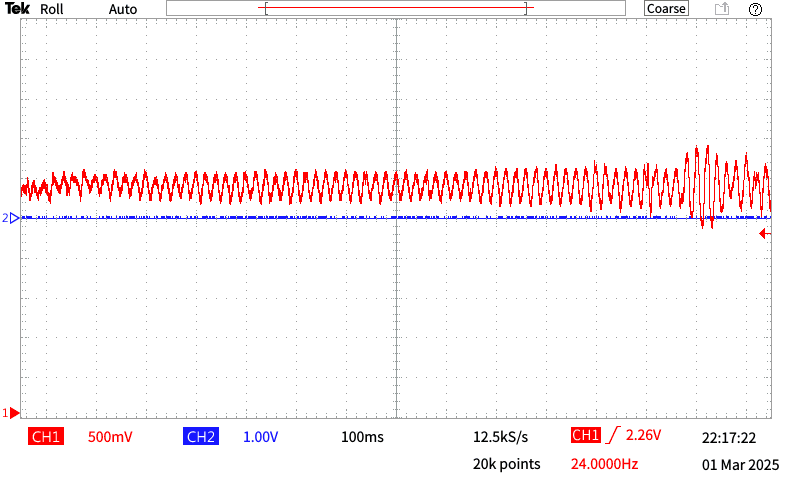 Tek Roll Auto Coarse ?
2
1
CH1 500mV CH2 1.00V 100ms 12.5kS/s CH1 2.26V 22:17:22
20k points 24.0000Hz 01 Mar 2025